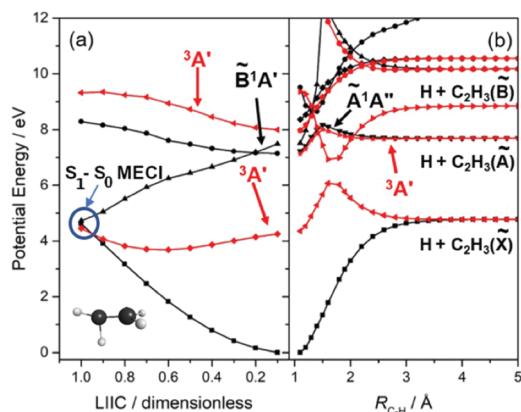 (a)
³A'
B̃¹A'
S₁- S₀ MECI
³A'
12
10
8
6
4
2
0
Potential Energy / eV
1.0 0.8 0.6 0.4 0.2
LIIC / dimensionless
(b)
H + C₂H₃(B̃)
òA"
H + C₂H₃(Ã)
³A'
H + C₂H₃(X̃)
1 2 3 4 5
R_C-H / Å